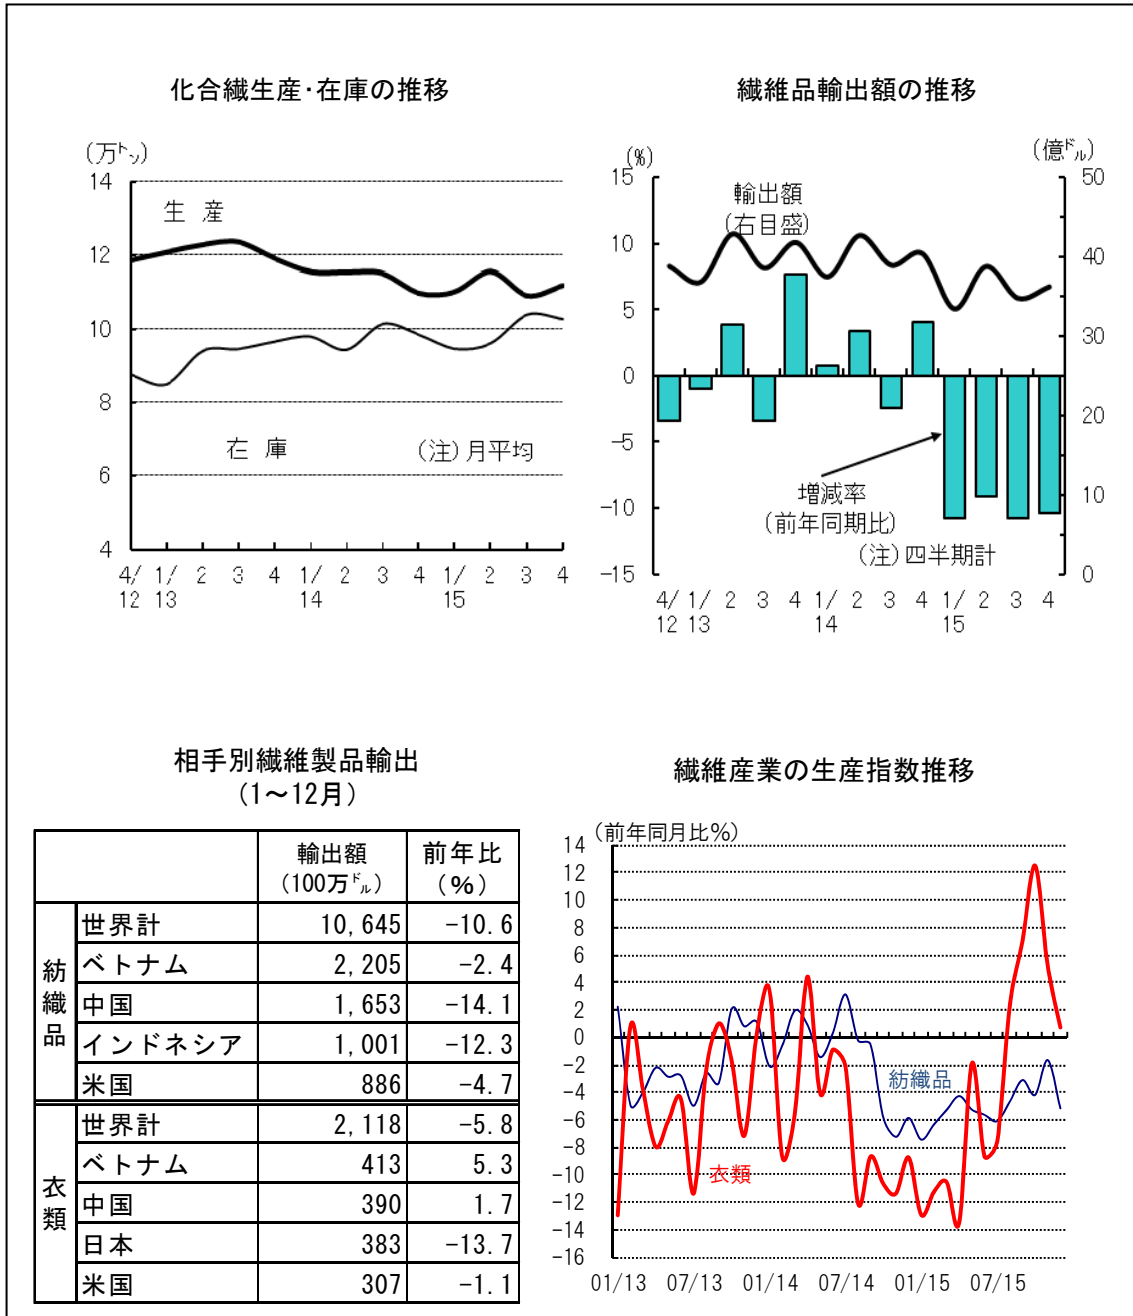 化合繊生産･在庫の推移
(万㌧)
14
12
10
8
6
4
生 産
在 庫
(注)月平均
4/ 1/ 2 3 4 1/ 2 3 4 1/ 2 3 4
12 13 14 15
繊維品輸出額の推移
(%)
(億㌦)
15
10
5
0
-5
-10
-15
50
40
30
20
10
0
輸出額
(右目盛)
増減率
(前年同期比)
(注)四半期計
4/ 1/ 2 3 4 1/ 2 3 4 1/ 2 3 4
12 13 14 15
相手別繊維製品輸出
(1～12月)
輸出額 前年比
(100万㌦) (%)
紡織品
世界計 10,645 -10.6
ベトナム 2,205 -2.4
中国 1,653 -14.1
インドネシア 1,001 -12.3
米国 886 -4.7
衣類
世界計 2,118 -5.8
ベトナム 413 5.3
中国 390 1.7
日本 383 -13.7
米国 307 -1.1
繊維産業の生産指数推移
(前年同月比%)
14
12
10
8
6
4
2
0
-2
-4
-6
-8
-10
-12
-14
-16
紡織品
衣類
01/13 07/13 01/14 07/14 01/15 07/15